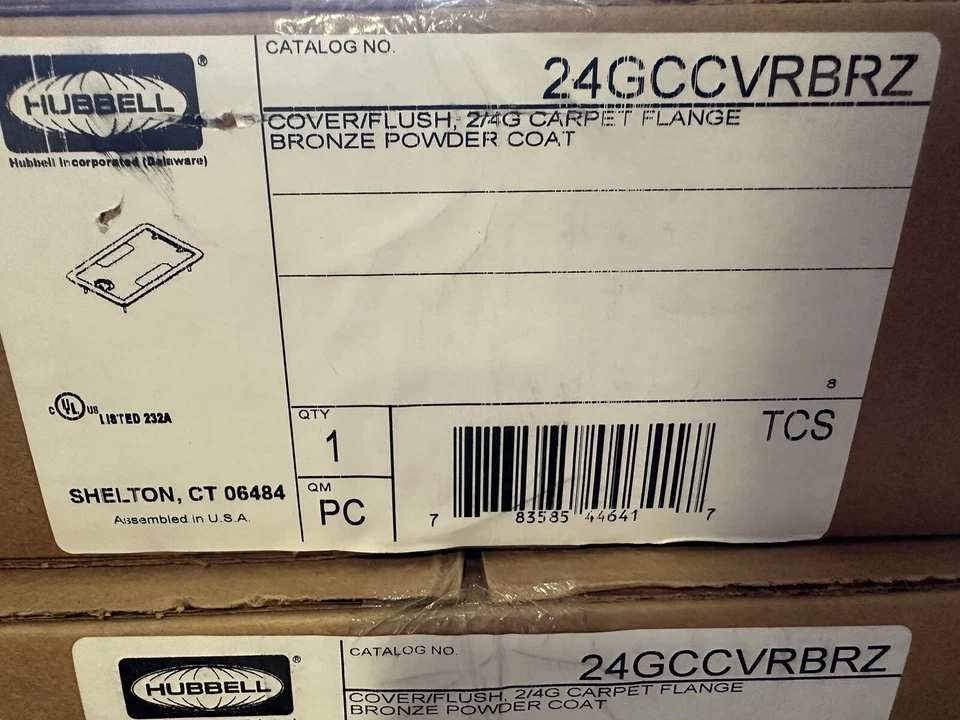 HUBBELL®
Hubbell Incorporated (Delaware)
CATALOG NO.
24GCCVRBRZ
COVER/FLUSH, 2/4G CARPET FLANGE
BRONZE POWDER COAT
8
TCS
C UL US LISTED 232A
QTY
1
QM
PC
7 83585 44641 7
SHELTON, CT 06484
Assembled in U.S.A.
HUBBELL®
CATALOG NO.
24GCCVRBRZ
COVER/FLUSH, 2/4G CARPET FLANGE
BRONZE POWDER COAT